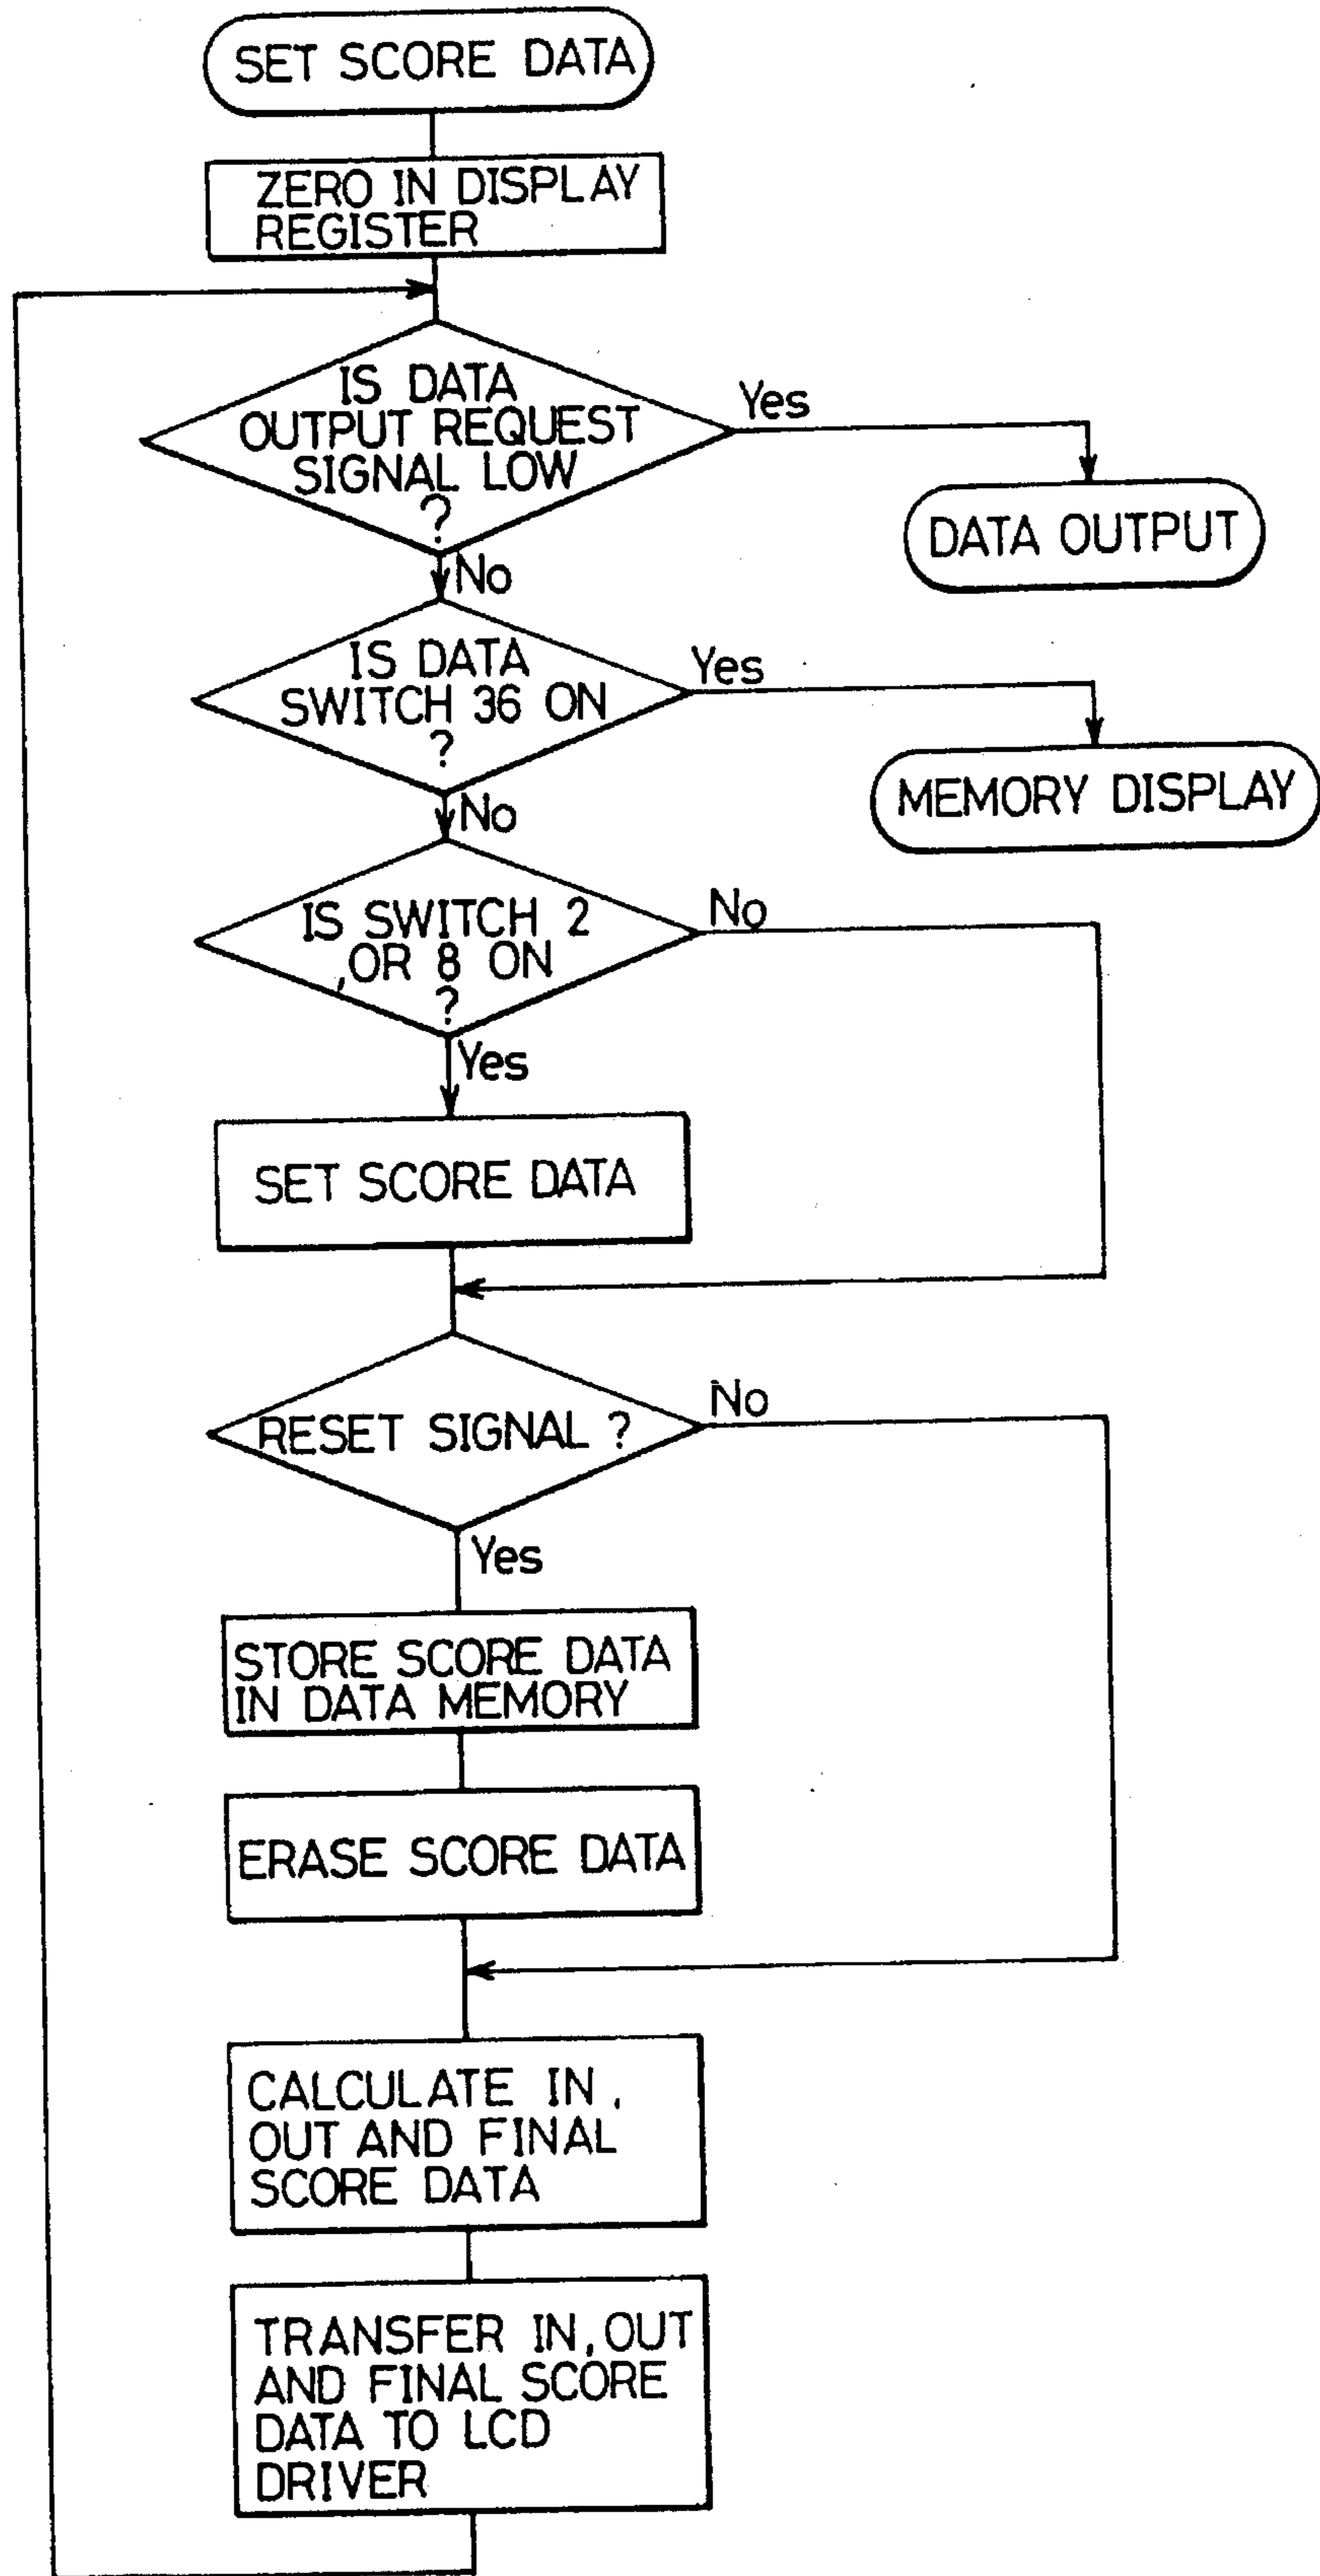 SET SCORE DATA
ZERO IN DISPLAY
REGISTER
IS DATA
OUTPUT REQUEST
SIGNAL LOW
?
Yes
DATA OUTPUT
No
IS DATA
SWITCH 36 ON
?
Yes
MEMORY DISPLAY
No
IS SWITCH 2
OR 8 ON
?
No
Yes
SET SCORE DATA
RESET SIGNAL ?
No
Yes
STORE SCORE DATA
IN DATA MEMORY
ERASE SCORE DATA
CALCULATE IN,
OUT AND FINAL
SCORE DATA
TRANSFER IN, OUT
AND FINAL SCORE
DATA TO LCD
DRIVER